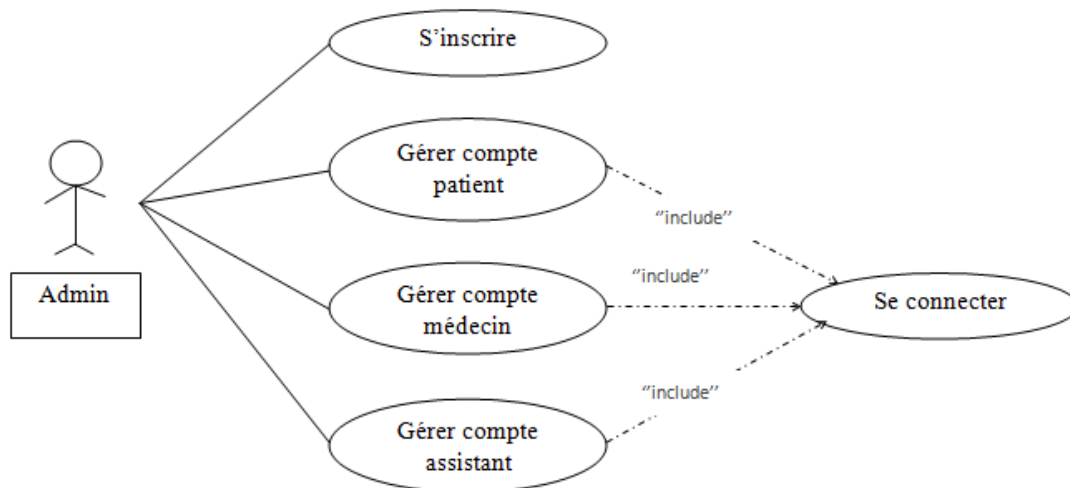 S'inscrire
Gérer compte
patient
"include"
Admin
Gérer compte
médecin
"include"
Se connecter
"include"
Gérer compte
assistant